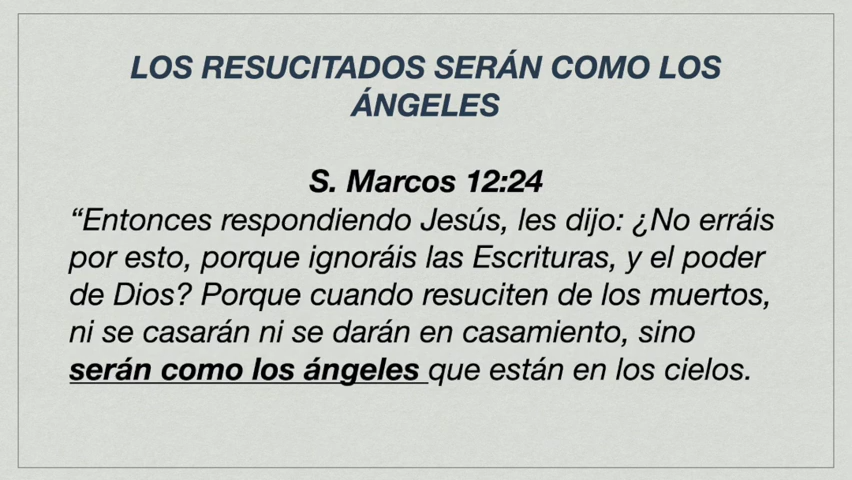 LOS RESUCITADOS SERÁN COMO LOS
ÁNGELES
S. Marcos 12:24
“Entonces respondiendo Jesús, les dijo: ¿No erráis
por esto, porque ignoráis las Escrituras, y el poder
de Dios? Porque cuando resuciten de los muertos,
ni se casarán ni se darán en casamiento, sino
serán como los ángeles que están en los cielos.